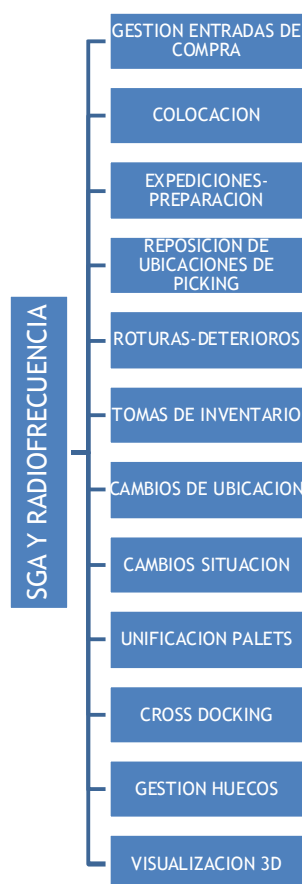 SGA Y RADIOFRECUENCIA
GESTION ENTRADAS DE
COMPRA
COLOCACION
EXPEDICIONES-
PREPARACION
REPOSICION DE
UBICACIONES DE
PICKING
ROTURAS-DETERIOROS
TOMAS DE INVENTARIO
CAMBIOS DE UBICACION
CAMBIOS SITUACION
UNIFICACION PALETS
CROSS DOCKING
GESTION HUECOS
VISUALIZACION 3D